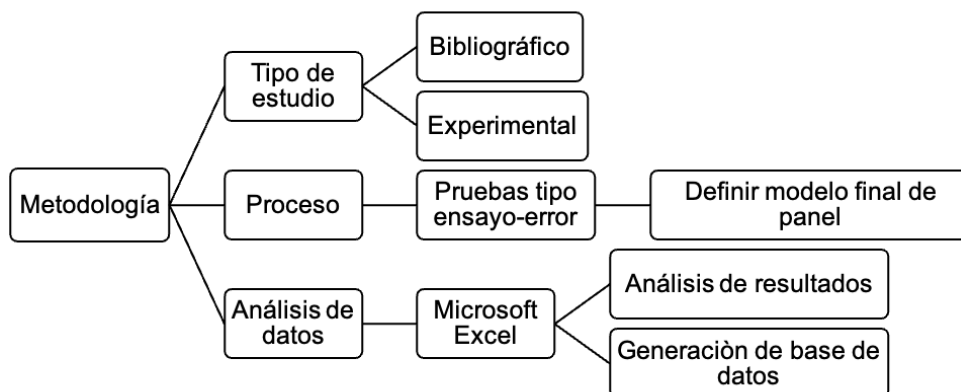 Metodología
Tipo de
estudio
Bibliográfico
Experimental
Proceso
Pruebas tipo
ensayo-error
Definir modelo final de
panel
Análisis de
datos
Microsoft
Excel
Análisis de resultados
Generaciòn de base de
datos